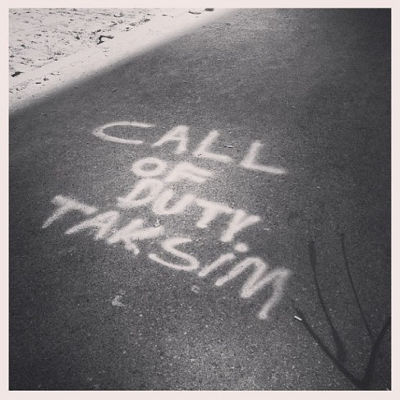 CALL
OF
DUTY
TAKSiM